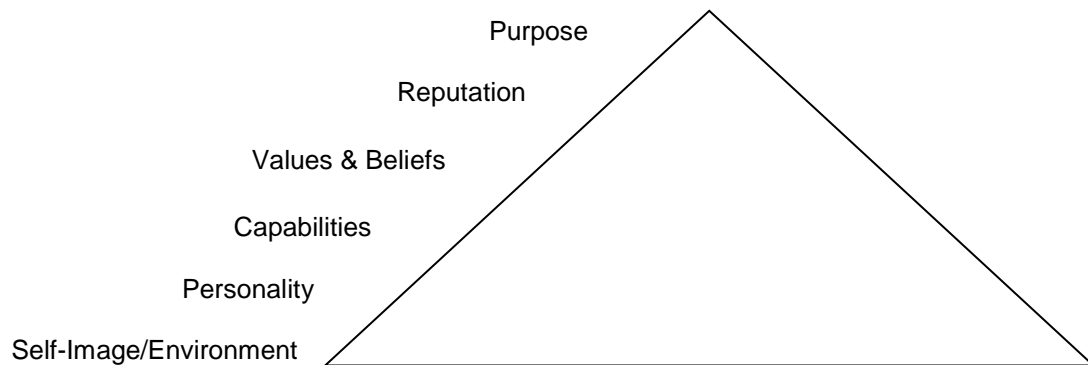 Purpose
Reputation
Values & Beliefs
Capabilities
Personality
Self-Image/Environment